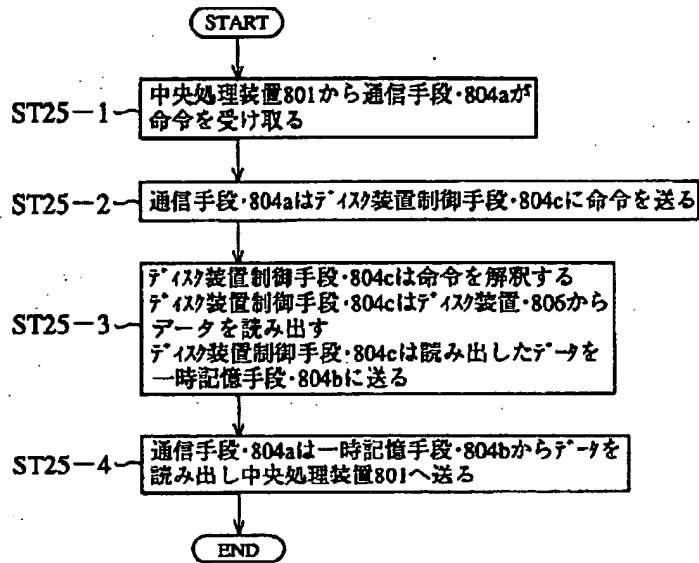 START
ST25-1
中央処理装置801から通信手段・804aが
命令を受け取る
ST25-2
通信手段・804aはディスク装置制御手段・804cに命令を送る
ST25-3
ディスク装置制御手段・804cは命令を解釈する
ディスク装置制御手段・804cはディスク装置・806から
データを読み出す
ディスク装置制御手段・804cは読み出したデータを
一時記憶手段・804bに送る
ST25-4
通信手段・804aは一時記憶手段・804bからデータを
読み出し中央処理装置801へ送る
END